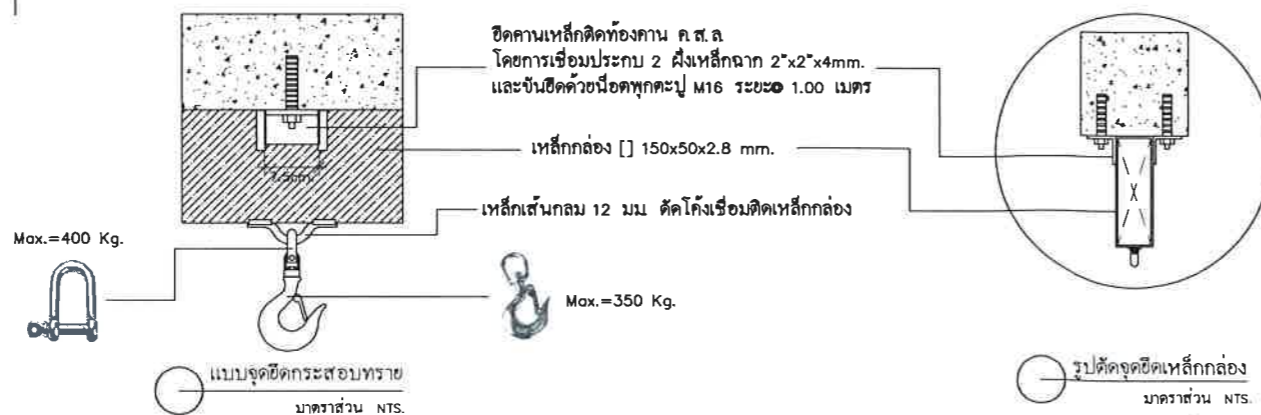 ยึดคานเหล็กติดท้องคาน ค.ส.ล.
โดยการเชื่อมประกบ 2 ฝั่งเหล็กฉาก 2"x2"x4mm.
และขันยึดด้วยน็อตพุกตะปู M16 ระยะ@ 1.00 เมตร
เหล็กกล่อง [] 150x50x2.8 mm.
7.5cm.
เหล็กเส้นกลม 12 มม. ดัดโค้งเชื่อมติดเหล็กกล่อง
Max.=400 Kg.
Max.=350 Kg.
แบบจุดยึดกระสอบทราย
มาตราส่วน NTS.
รูปตัดจุดยึดเหล็กกล่อง
มาตราส่วน NTS.